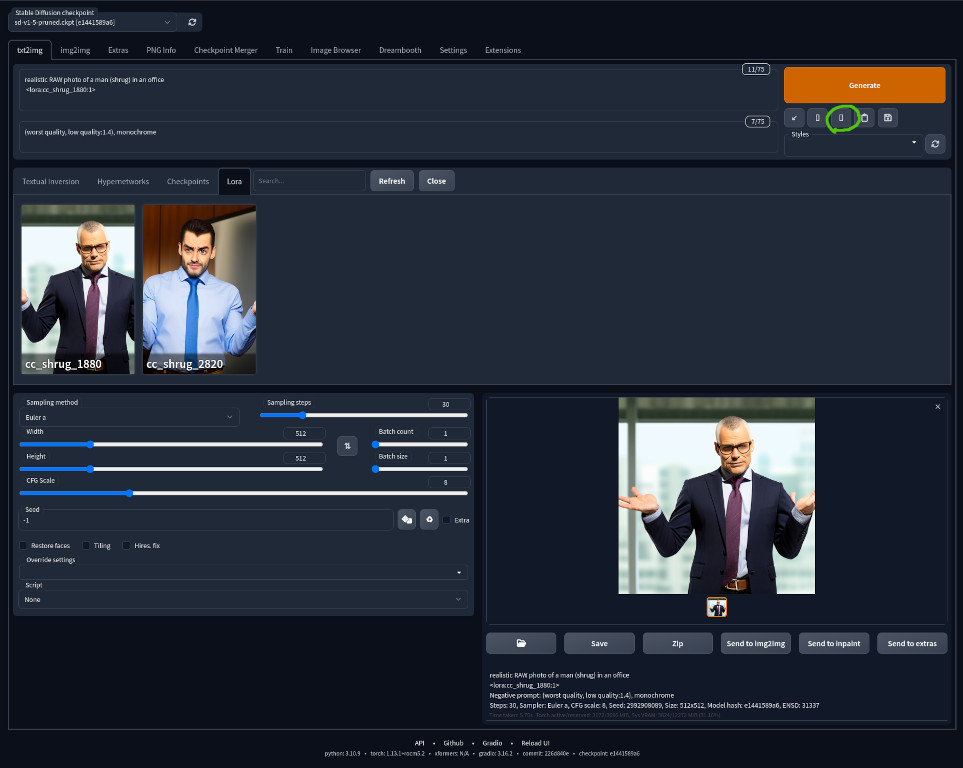 Stable Diffusion checkpoint
sd-v1-5-pruned.ckpt [e1441589a6]
txt2img img2img Extras PNG Info Checkpoint Merger Train Image Browser Dreambooth Settings Extensions
11/75
realistic RAW photo of a man (shrug) in an office
<lora:cc_shrug_1880:1>
Generate
7/75
(worst quality, low quality:1.4), monochrome
Styles
Textual Inversion Hypernetworks Checkpoints Lora Search... Refresh Close
cc_shrug_1880 cc_shrug_2820
Sampling method Sampling steps 30
Euler a
Width 512 Batch count 1
Height 512 Batch size 1
CFG Scale 8
Seed
-1
Extra
Restore faces Tiling Hires. fix
Override settings
Script
None
Save Zip Send to img2img Send to inpaint Send to extras
realistic RAW photo of a man (shrug) in an office
<lora:cc_shrug_1880:1>
Negative prompt: (worst quality, low quality:1.4), monochrome
Steps: 30, Sampler: Euler a, CFG scale: 8, Seed: 2992908089, Size: 512x512, Model hash: e1441589a6, ENSD: 31337
API • Github • Gradio • Reload UI
python: 3.10.9 • torch: 1.13.1+rocm5.2 • xformers: N/A • gradio: 3.16.2 • commit: 226d840e • checkpoint: e1441589a6